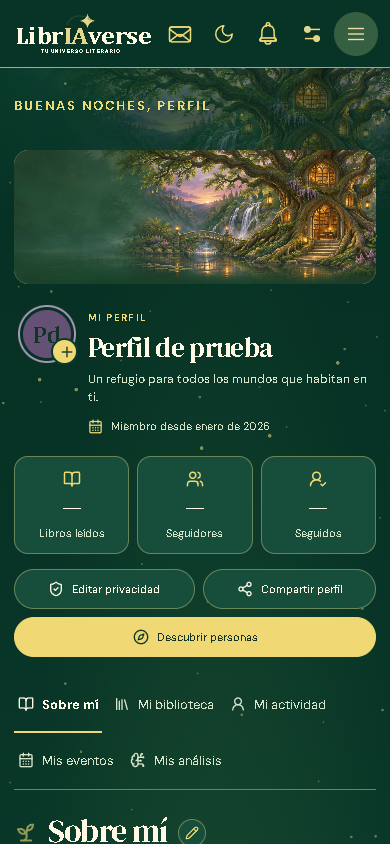 LibrIAverse
TU UNIVERSO LITERARIO
BUENAS NOCHES, PERFIL
Pd
MI PERFIL
Perfil de prueba
Un refugio para todos los mundos que habitan en
ti.
Miembro desde enero de 2026
— — —
Libros leídos Seguidores Seguidos
Editar privacidad Compartir perfil
Descubrir personas
Sobre mí Mi biblioteca Mi actividad
Mis eventos Mis análisis
Sobre mí